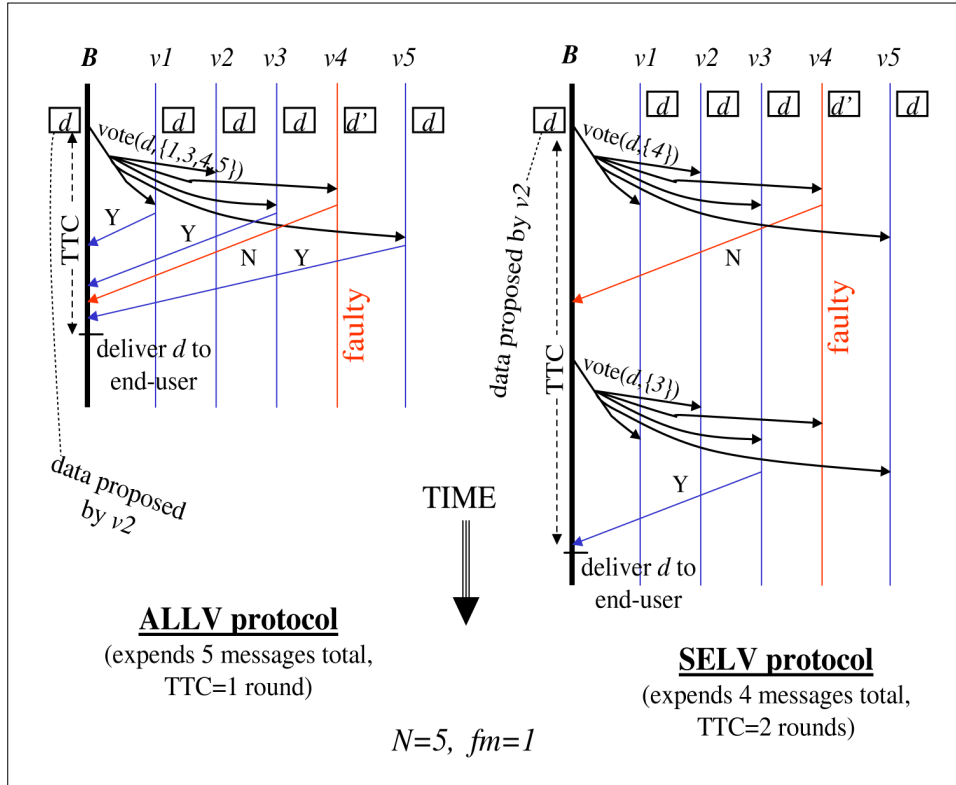 B v1 v2 v3 v4 v5
d d d d d' d
vote(d,{1,3,4,5})
TTC
Y
Y
N
Y
faulty
deliver d to
end-user
data proposed
by v2
B v1 v2 v3 v4 v5
d d d d d' d
vote(d,{4})
data proposed by v2
TTC
N
faulty
vote(d,{3})
Y
deliver d to
end-user
TIME
ALLV protocol
(expends 5 messages total,
TTC=1 round)
SELV protocol
(expends 4 messages total,
TTC=2 rounds)
N=5, fm=1